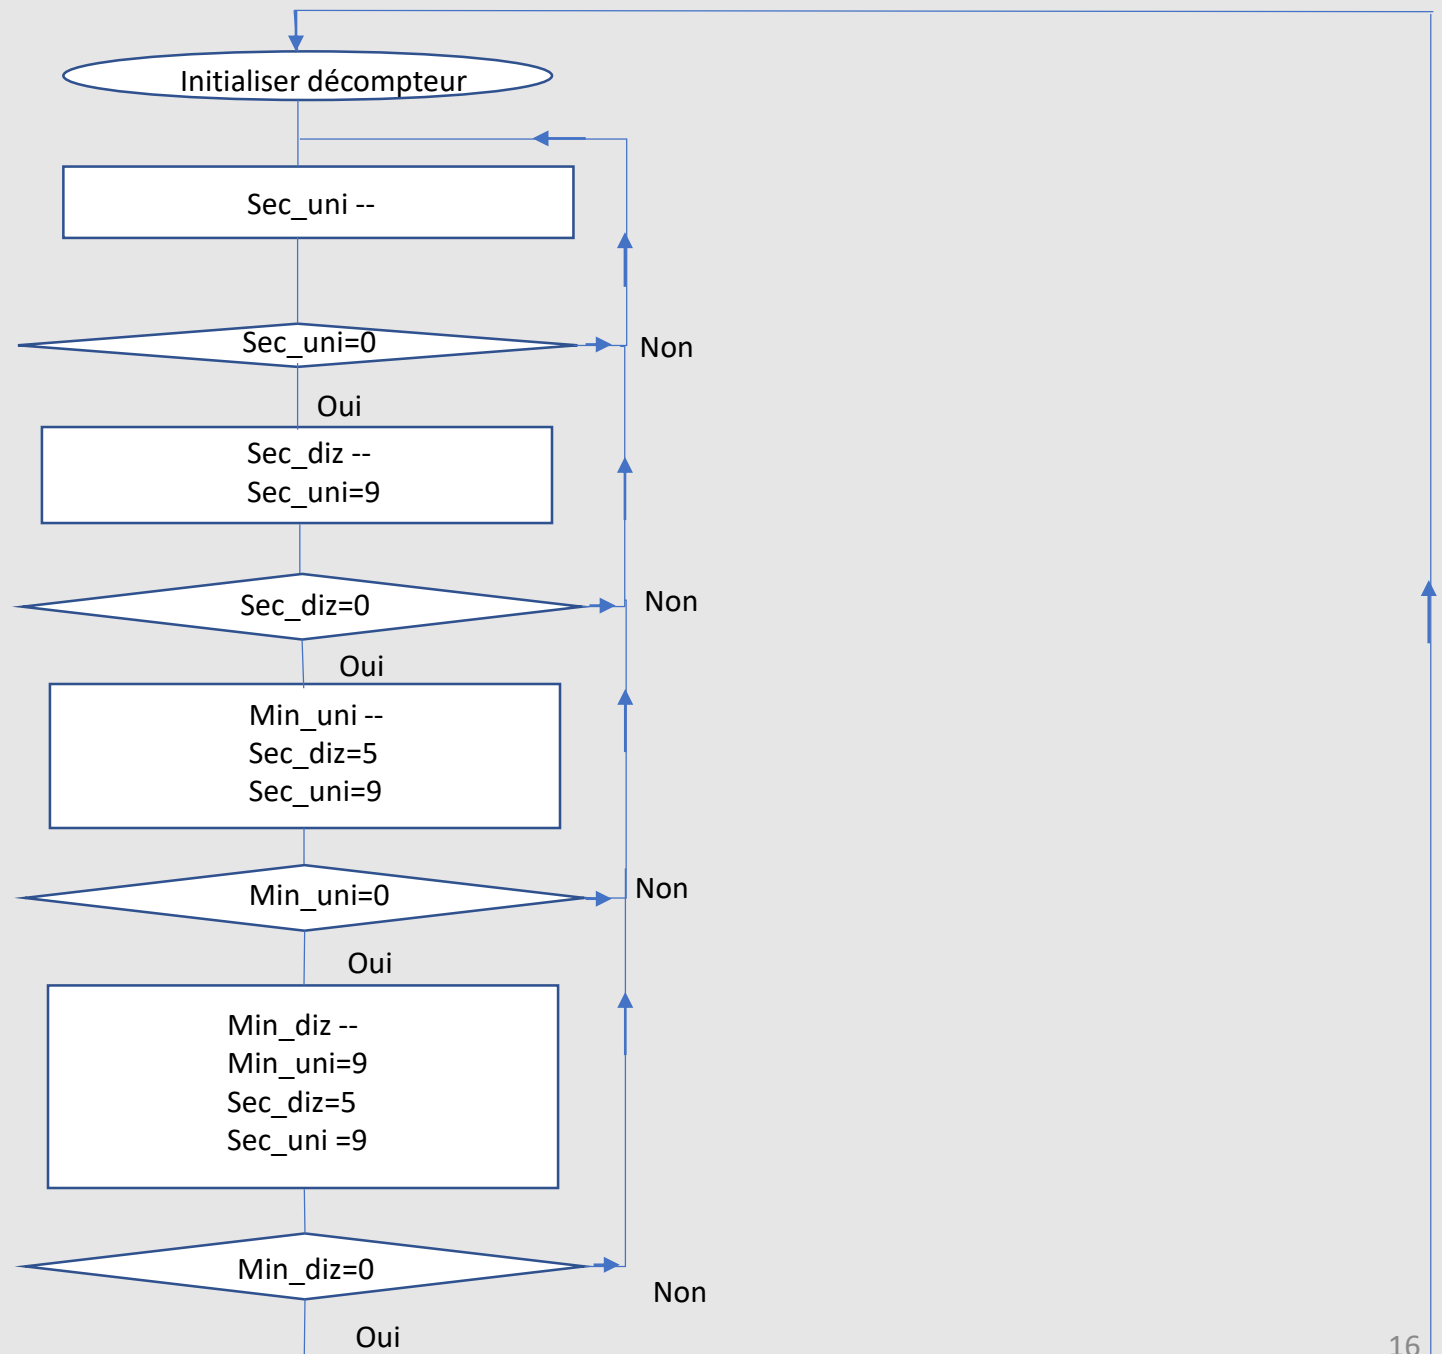 Initialiser décompteur
Sec_uni --
Sec_uni=0
Non
Oui
Sec_diz --
Sec_uni=9
Sec_diz=0
Non
Oui
Min_uni --
Sec_diz=5
Sec_uni=9
Min_uni=0
Non
Oui
Min_diz --
Min_uni=9
Sec_diz=5
Sec_uni =9
Min_diz=0
Non
Oui
16